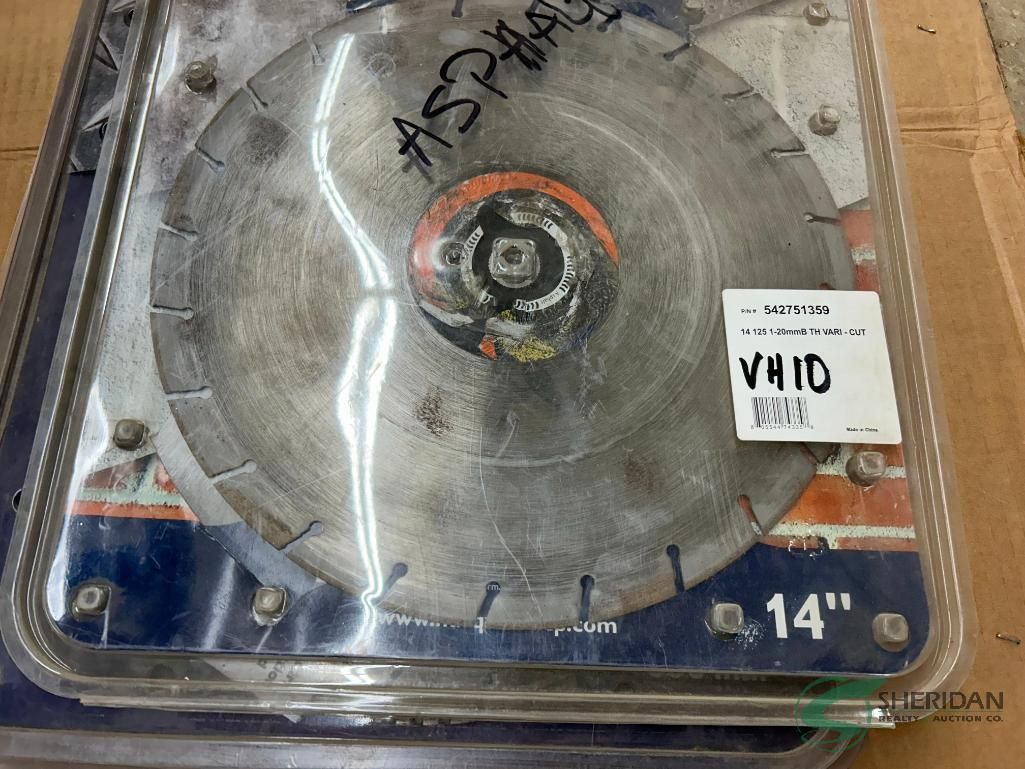 ASPHALT
P/N # 542751359
14 125 1-20mmB TH VARI - CUT
VH10
Made in China
14"
SHERIDAN
REALTY AUCTION CO.